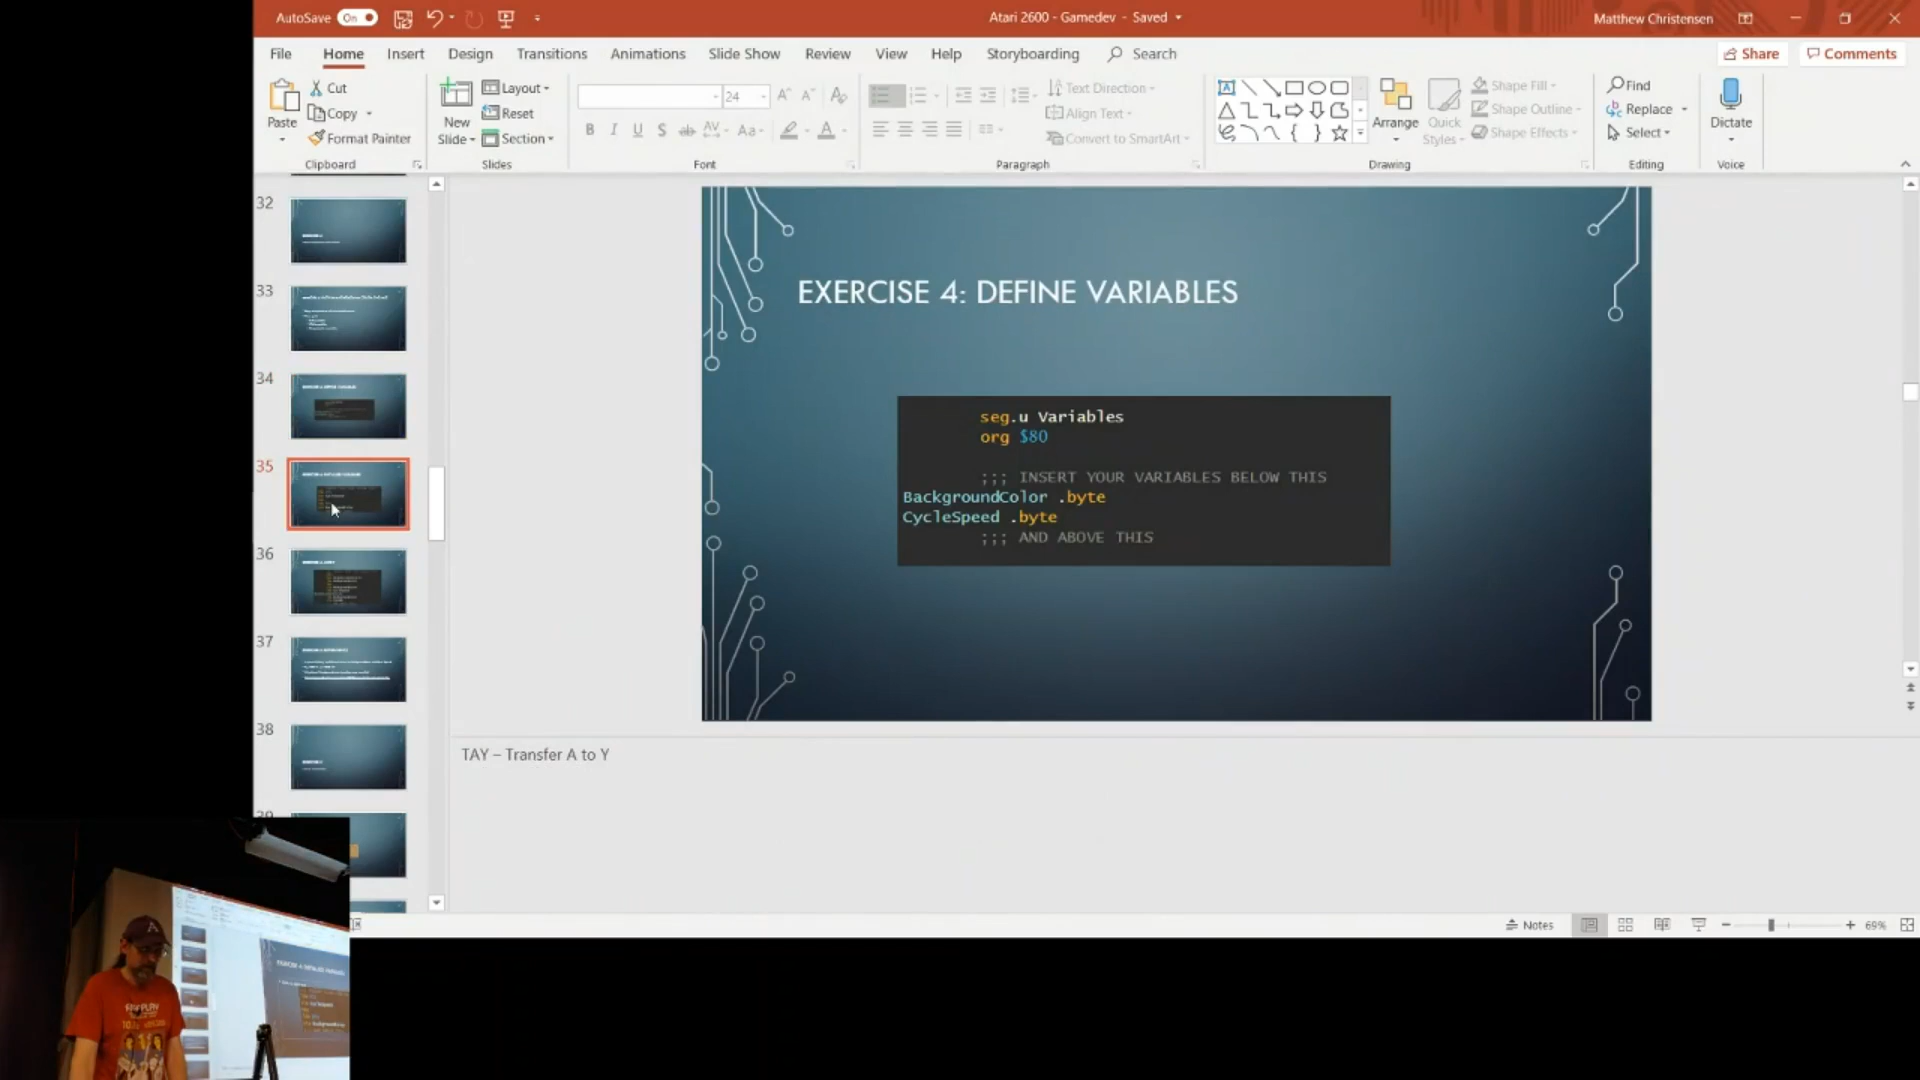 AutoSave On
Atari 2600 - Gamedev - Saved
Matthew Christensen
File Home Insert Design Transitions Animations Slide Show Review View Help Storyboarding Search
Share Comments
Paste
Cut
Copy
Format Painter
Clipboard
New Slide
Layout
Reset
Section
Slides
24
B I U S ab AV Aa A
Font
Text Direction
Align Text
Convert to SmartArt
Paragraph
Arrange
Quick Styles
Shape Fill
Shape Outline
Shape Effects
Drawing
Find
Replace
Select
Editing
Dictate
Voice
32
33
34
35
36
37
38
39
EXERCISE 4: DEFINE VARIABLES
seg.u Variables
org $80
;;; INSERT YOUR VARIABLES BELOW THIS
BackgroundColor .byte
CycleSpeed .byte
;;; AND ABOVE THIS
TAY – Transfer A to Y
Notes
69%